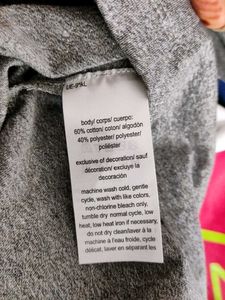 body/ corps/ cuerpo:
60% cotton/ coton/ algodón
40% polyester/ polyester/
poliéster
exclusive of decoration/ sauf
décoration/ excluye la
decoración
machine wash cold, gentle
cycle, wash with like colors,
non-chlorine bleach only,
tumble dry normal cycle, low
heat, low heat iron if necessary,
do not dry clean/laver à la
machine à l'eau froide, cycle
délicat, laver en séparant les